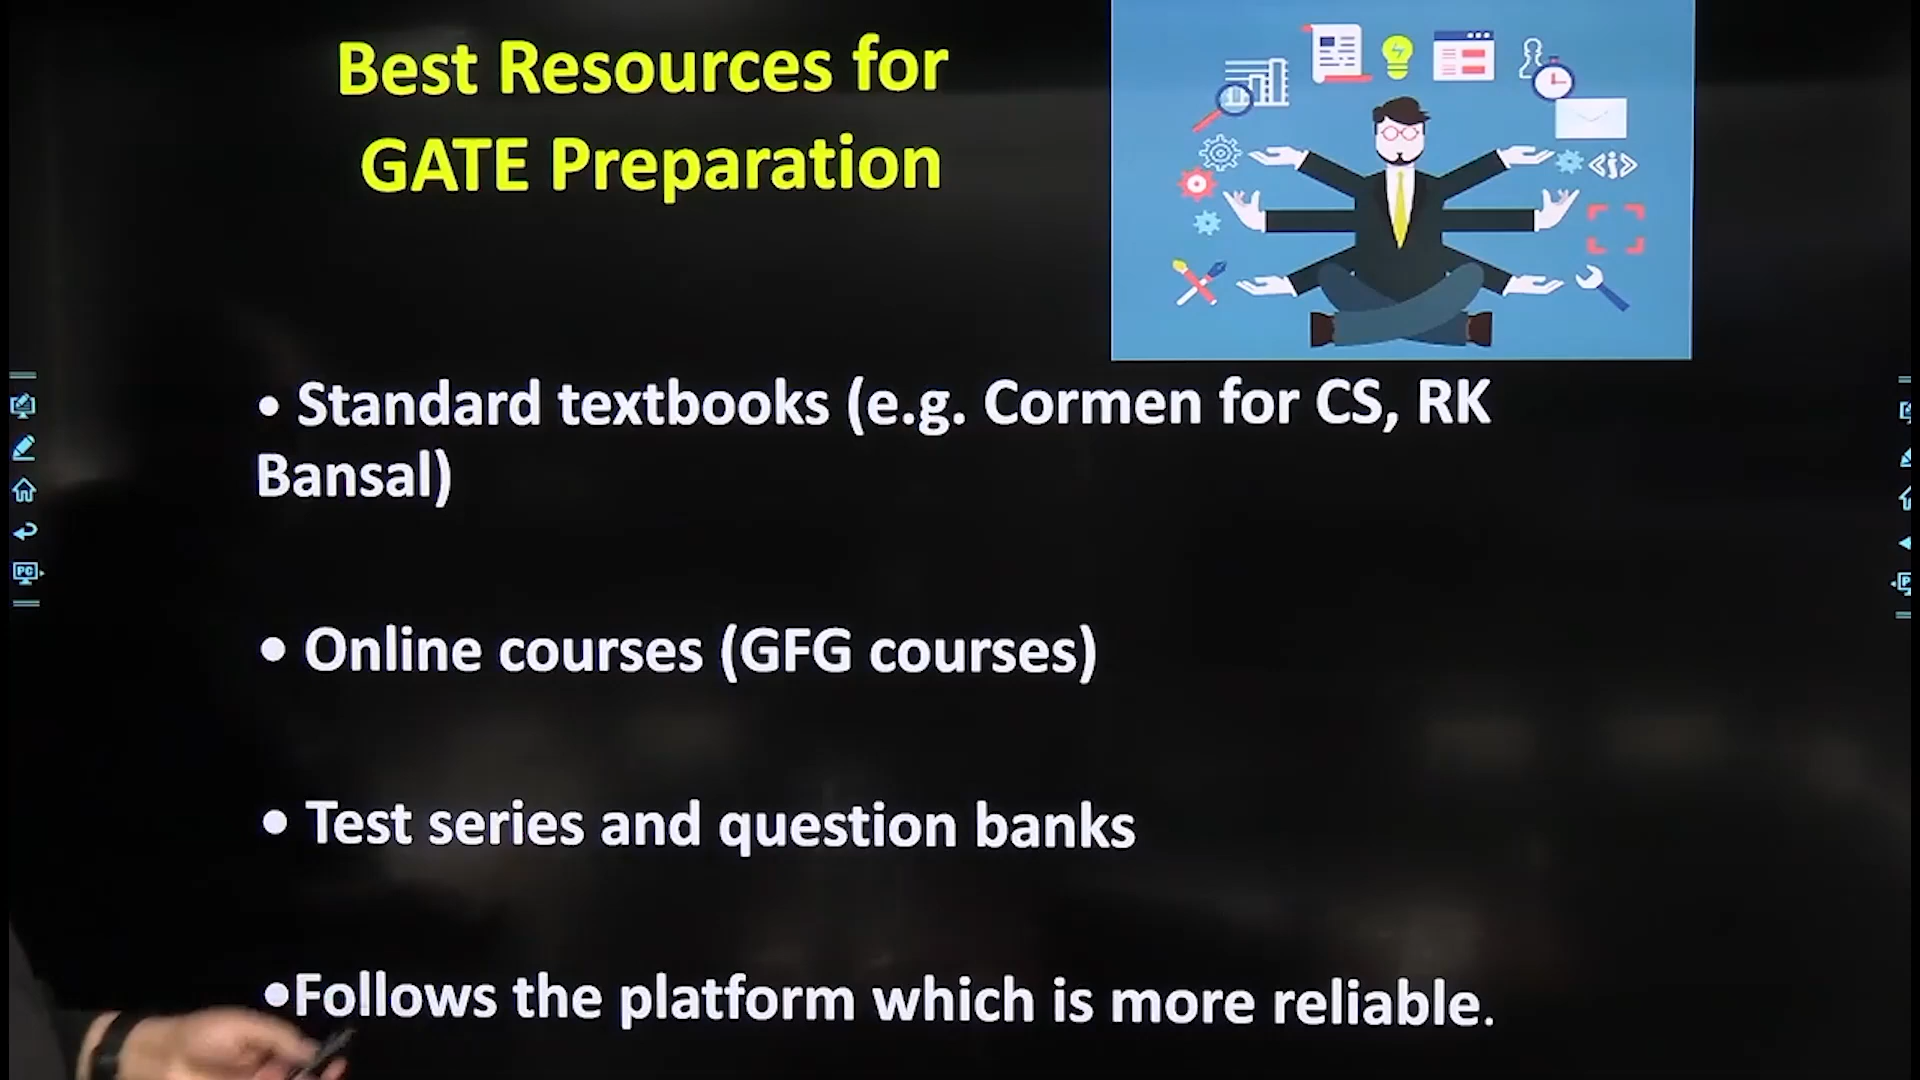 Best Resources for
GATE Preparation
• Standard textbooks (e.g. Cormen for CS, RK
Bansal)
• Online courses (GFG courses)
• Test series and question banks
•Follows the platform which is more reliable.
PC